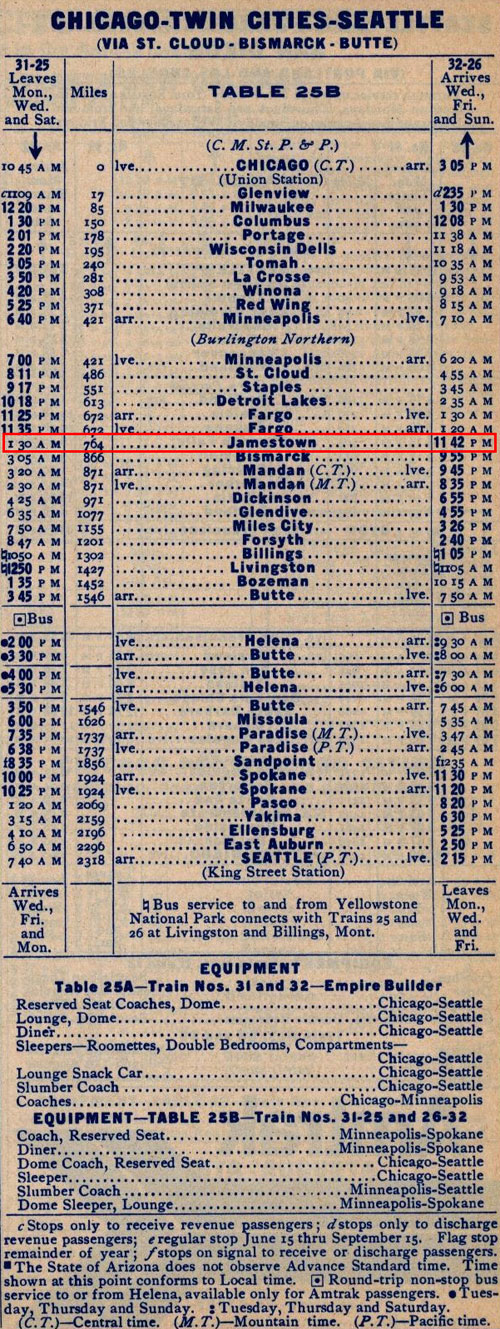 CHICAGO-TWIN CITIES-SEATTLE
(VIA ST. CLOUD - BISMARCK - BUTTE)
31-25 Leaves Mon., Wed. and Sat. Miles TABLE 25B 32-26 Arrives Wed., Fri. and Sun.
(C. M. St. P. & P.)
10 45 A M 0 lve. CHICAGO (C.T.) arr. 3 05 P M
(Union Station)
c1109 A M 17 Glenview d235 P M
12 20 P M 85 Milwaukee 1 30 P M
1 30 P M 150 Columbus 12 08 P M
2 01 P M 178 Portage 11 38 A M
2 20 P M 195 Wisconsin Dells 11 18 A M
3 05 P M 240 Tomah 10 35 A M
3 50 P M 281 La Crosse 9 53 A M
4 20 P M 308 Winona 9 18 A M
5 25 P M 371 Red Wing 8 15 A M
6 40 P M 421 arr. Minneapolis lve. 7 10 A M
(Burlington Northern)
7 00 P M 421 lve. Minneapolis arr. 6 20 A M
8 11 P M 486 St. Cloud 4 55 A M
9 17 P M 551 Staples 3 45 A M
10 18 P M 613 Detroit Lakes 2 35 A M
11 25 P M 672 arr. Fargo lve. 1 30 A M
11 35 P M 672 lve. Fargo arr. 1 20 A M
1 30 A M 764 Jamestown 11 42 P M
3 05 A M 866 Bismarck 9 55 P M
3 20 A M 871 arr. Mandan (C.T.) lve. 9 45 P M
2 30 A M 871 lve. Mandan (M.T.) arr. 8 35 P M
4 25 A M 971 Dickinson 6 55 P M
6 35 A M 1077 Glendive 4 55 P M
7 50 A M 1155 Miles City 3 26 P M
8 47 A M 1201 Forsyth 2 40 P M
♮1050 A M 1302 Billings ♮1 05 P M
♮1250 P M 1427 Livingston ♮1105 A M
1 35 P M 1452 Bozeman 10 15 A M
3 45 P M 1546 arr. Butte lve. 7 50 A M
⊡ Bus ⊡ Bus
●2 00 P M lve. Helena arr. ‡9 30 A M
●3 30 P M arr. Butte lve. ‡8 00 A M
●4 00 P M lve. Butte arr. ‡7 30 A M
●5 30 P M arr. Helena lve. ‡6 00 A M
3 50 P M 1546 lve. Butte arr. 7 45 A M
6 00 P M 1626 Missoula 5 35 A M
7 35 P M 1737 arr. Paradise (M.T.) lve. 3 47 A M
6 38 P M 1737 lve. Paradise (P.T.) arr. 2 45 A M
f8 35 P M 1856 Sandpoint f1235 A M
10 00 P M 1924 arr. Spokane lve. 11 30 P M
10 25 P M 1924 lve. Spokane arr. 11 20 P M
1 20 A M 2069 Pasco 8 20 P M
3 15 A M 2159 Yakima 6 30 P M
4 10 A M 2196 Ellensburg 5 25 P M
6 50 A M 2296 East Auburn 2 50 P M
7 40 A M 2318 arr. SEATTLE (P.T.) lve. 2 15 P M
(King Street Station)
Arrives Wed., Fri. and Mon. Leaves Mon., Wed. and Fri.
♮ Bus service to and from Yellowstone
National Park connects with Trains 25 and
26 at Livingston and Billings, Mont.
EQUIPMENT
Table 25A—Train Nos. 31 and 32—Empire Builder
Reserved Seat Coaches, Dome Chicago-Seattle
Lounge, Dome Chicago-Seattle
Diner Chicago-Seattle
Sleepers—Roomettes, Double Bedrooms, Compartments—
Chicago-Seattle
Lounge Snack Car Chicago-Seattle
Slumber Coach Chicago-Seattle
Coaches Chicago-Minneapolis
EQUIPMENT—TABLE 25B—Train Nos. 31-25 and 26-32
Coach, Reserved Seat Minneapolis-Spokane
Diner Minneapolis-Spokane
Dome Coach, Reserved Seat Chicago-Seattle
Sleeper Chicago-Seattle
Slumber Coach Minneapolis-Seattle
Dome Sleeper, Lounge Minneapolis-Spokane
c Stops only to receive revenue passengers; d stops only to discharge
revenue passengers; e regular stop June 15 thru September 15. Flag stop
remainder of year; f stops on signal to receive or discharge passengers.
■ The State of Arizona does not observe Advance Standard time. Time
shown at this point conforms to Local time. ⊡ Round-trip non-stop bus
service to or from Helena, available only for Amtrak passengers. ● Tues-
day, Thursday and Sunday. ‡ Tuesday, Thursday and Saturday.
(C.T.)—Central time. (M.T.)—Mountain time. (P.T.)—Pacific time.